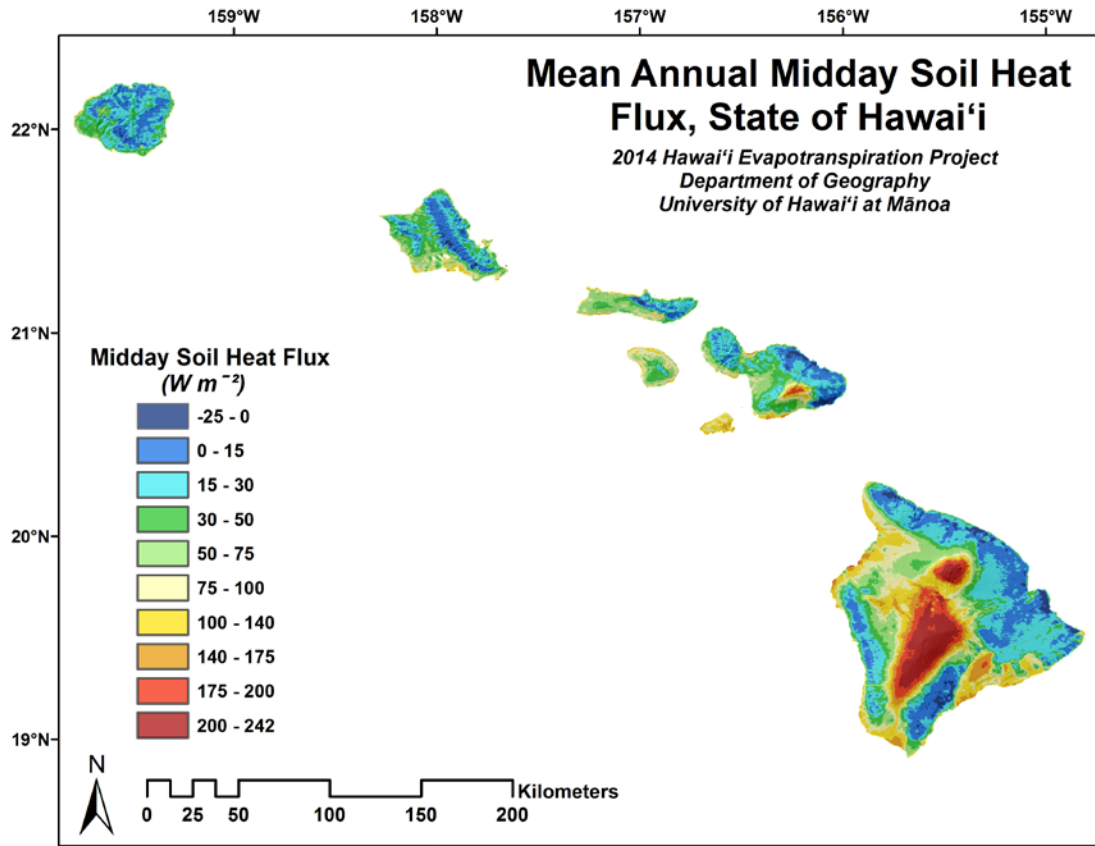 159°W 158°W 157°W 156°W 155°W
Mean Annual Midday Soil Heat
Flux, State of Hawai‘i
2014 Hawai‘i Evapotranspiration Project
Department of Geography
University of Hawai‘i at Mānoa
22°N
21°N
20°N
19°N
Midday Soil Heat Flux
(W m⁻²)
-25 - 0
0 - 15
15 - 30
30 - 50
50 - 75
75 - 100
100 - 140
140 - 175
175 - 200
200 - 242
N
Kilometers
0 25 50 100 150 200